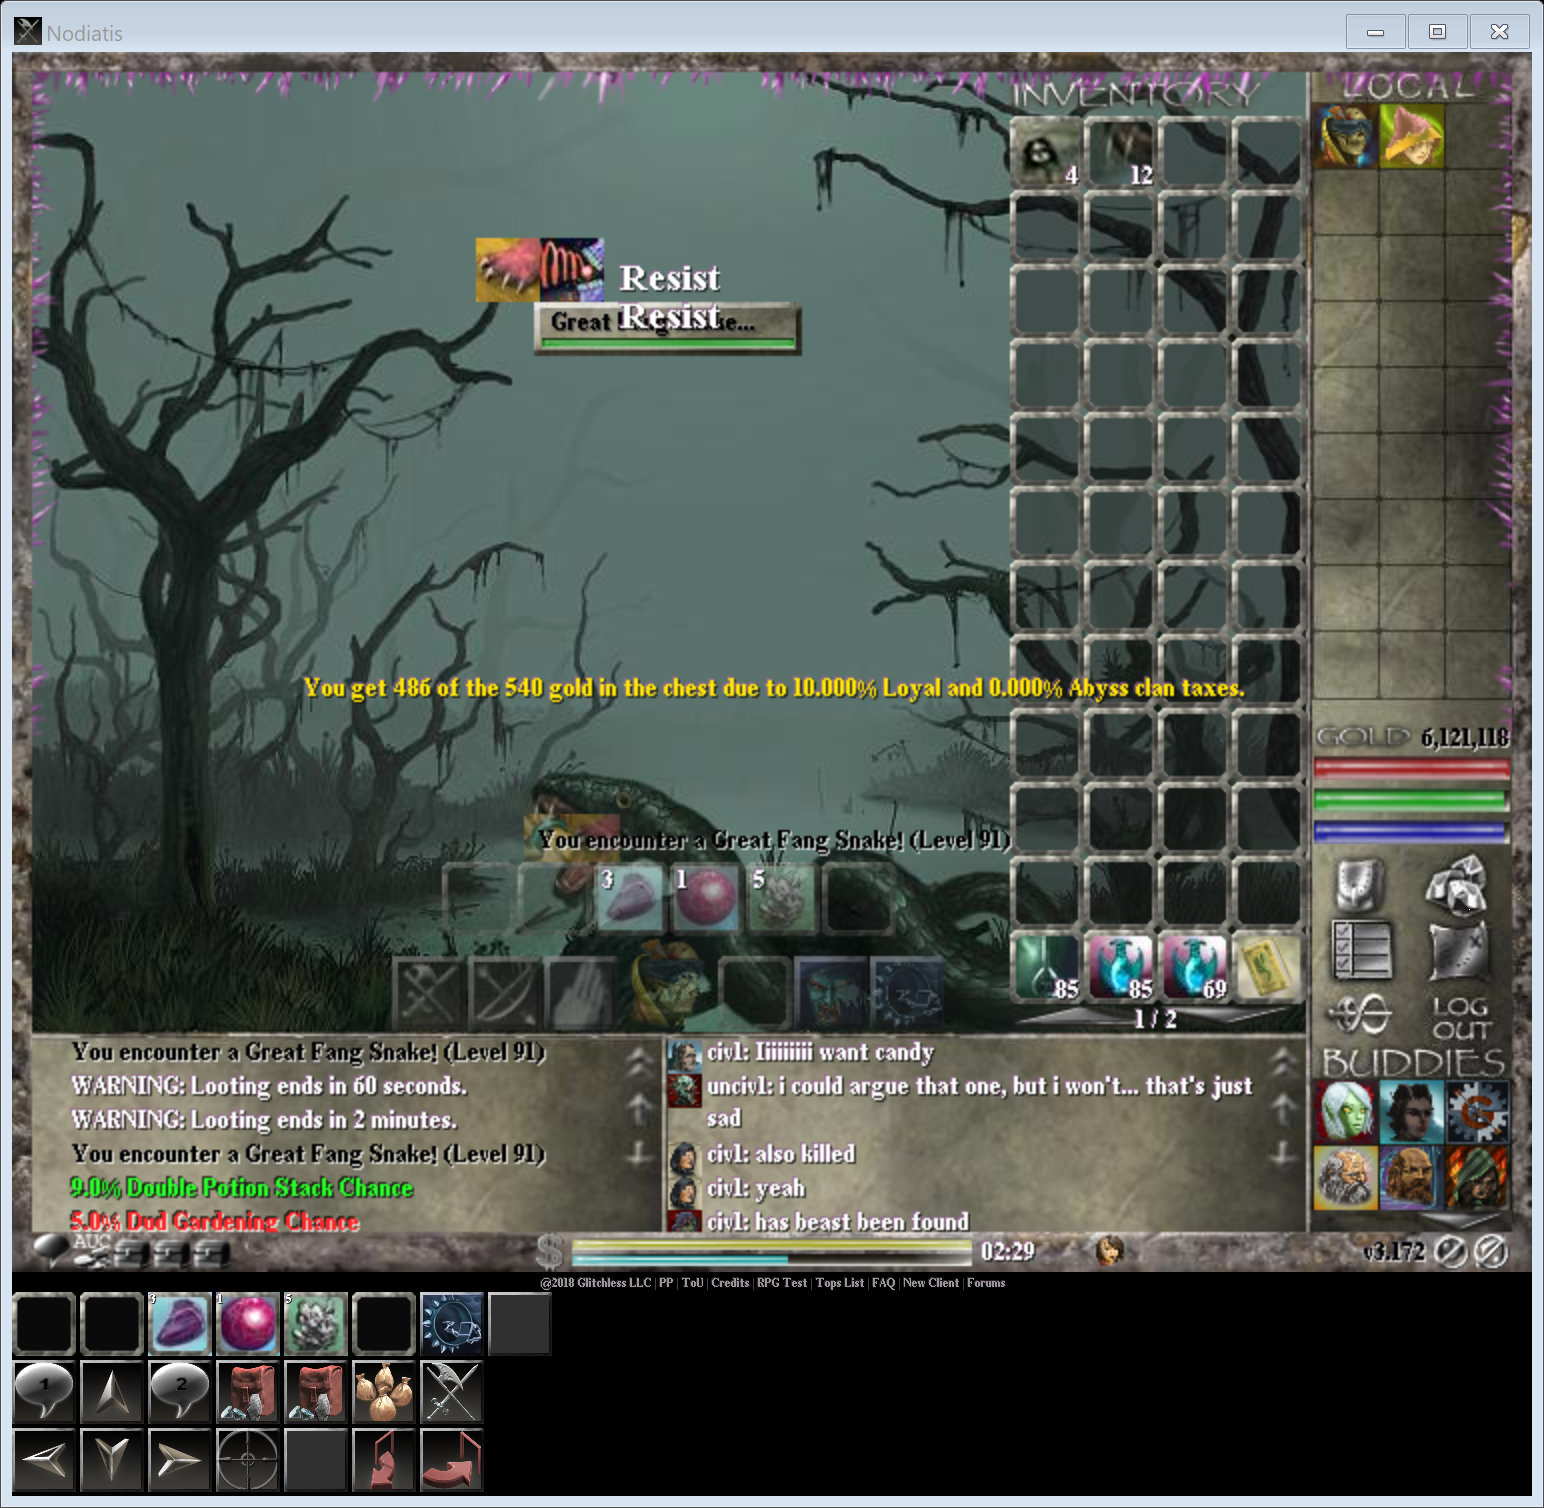 Nodiatis
INVENTORY
LOCAL
4
12
Resist
Resist
Great
You get 486 of the 540 gold in the chest due to 10.000% Loyal and 0.000% Abyss clan taxes.
GOLD 6,121,118
You encounter a Great Fang Snake! (Level 91)
3
1
5
85
85
69
1 / 2
LOG
OUT
BUDDIES
You encounter a Great Fang Snake! (Level 91)
WARNING: Looting ends in 60 seconds.
WARNING: Looting ends in 2 minutes.
You encounter a Great Fang Snake! (Level 91)
9.0% Double Potion Stack Chance
5.0% Dud Gardening Chance
civl: Iiiiiiiii want candy
uncivl: i could argue that one, but i won't... that's just
sad
civl: also killed
civl: yeah
civl: has beast been found
AUC
$
02:29
v3.172
@2018 Glitchless LLC | PP | ToU | Credits | RPG Test | Tops List | FAQ | New Client | Forums
3
1
5
1
2